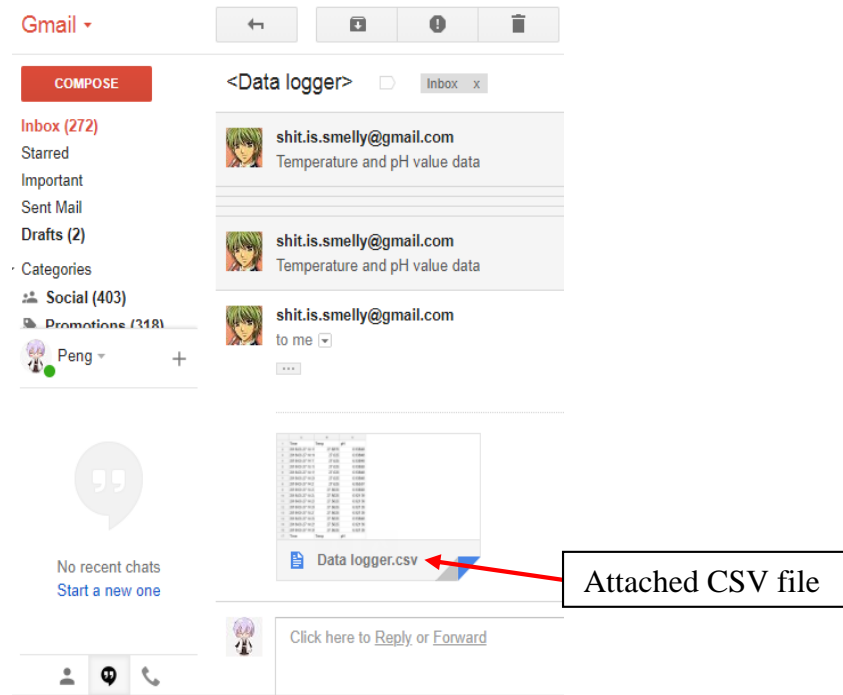 Gmail
COMPOSE
Inbox (272)
Starred
Important
Sent Mail
Drafts (2)
Categories
Social (403)
Promotions (318)
Peng
No recent chats
Start a new one
<Data logger>
Inbox x
shit.is.smelly@gmail.com
Temperature and pH value data
shit.is.smelly@gmail.com
Temperature and pH value data
shit.is.smelly@gmail.com
to me
Data logger.csv
Attached CSV file
Click here to Reply or Forward